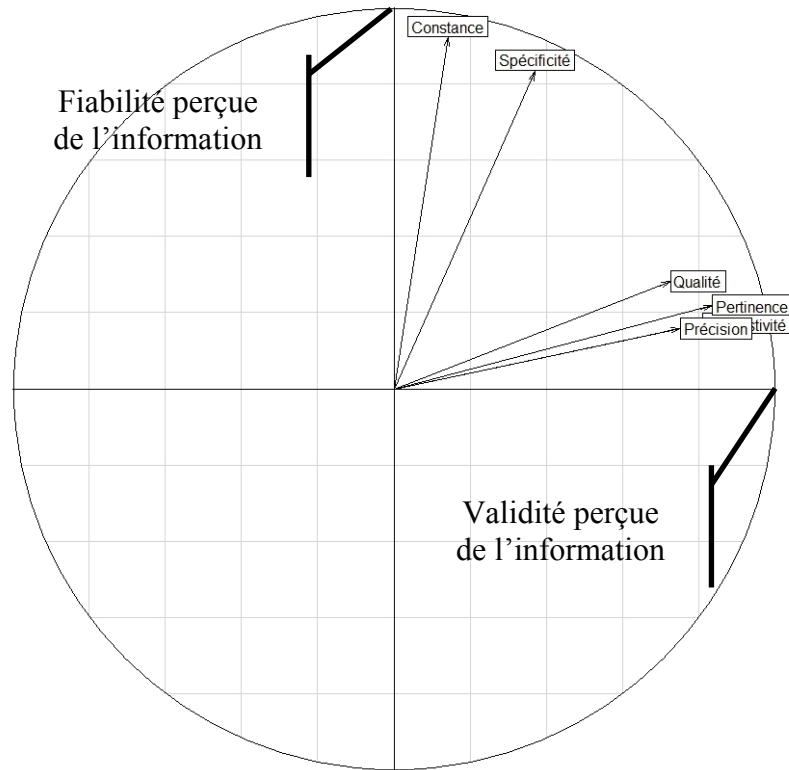 Constance
Spécificité
Fiabilité perçue
de l’information
Qualité
Pertinence
Précision
Validité perçue
de l’information